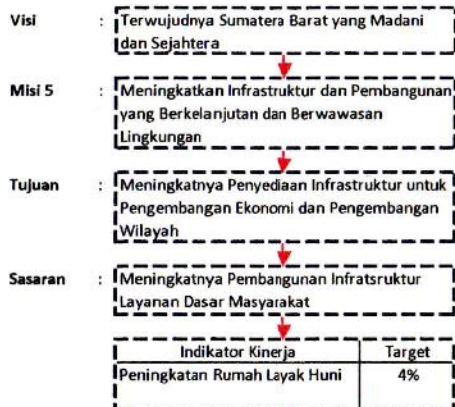 Visi : Terwujudnya Sumatera Barat yang Madani
dan Sejahtera
Misi 5 : Meningkatkan Infrastruktur dan Pembangunan
yang Berkelanjutan dan Berwawasan
Lingkungan
Tujuan : Meningkatnya Penyediaan Infrastruktur untuk
Pengembangan Ekonomi dan Pengembangan
Wilayah
Sasaran : Meningkatnya Pembangunan Infratsruktur
Layanan Dasar Masyarakat
Indikator Kinerja Target
Peningkatan Rumah Layak Huni 4%